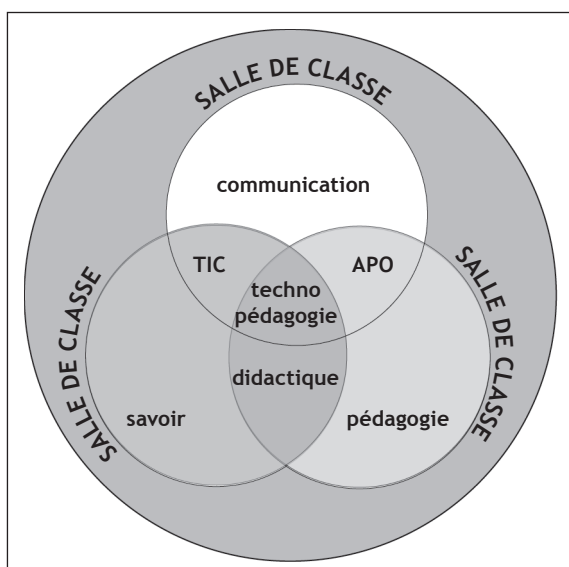 SALLE DE CLASSE
communication
TIC
APO
techno
pédagogie
SALLE DE CLASSE
SALLE DE CLASSE
didactique
savoir
pédagogie